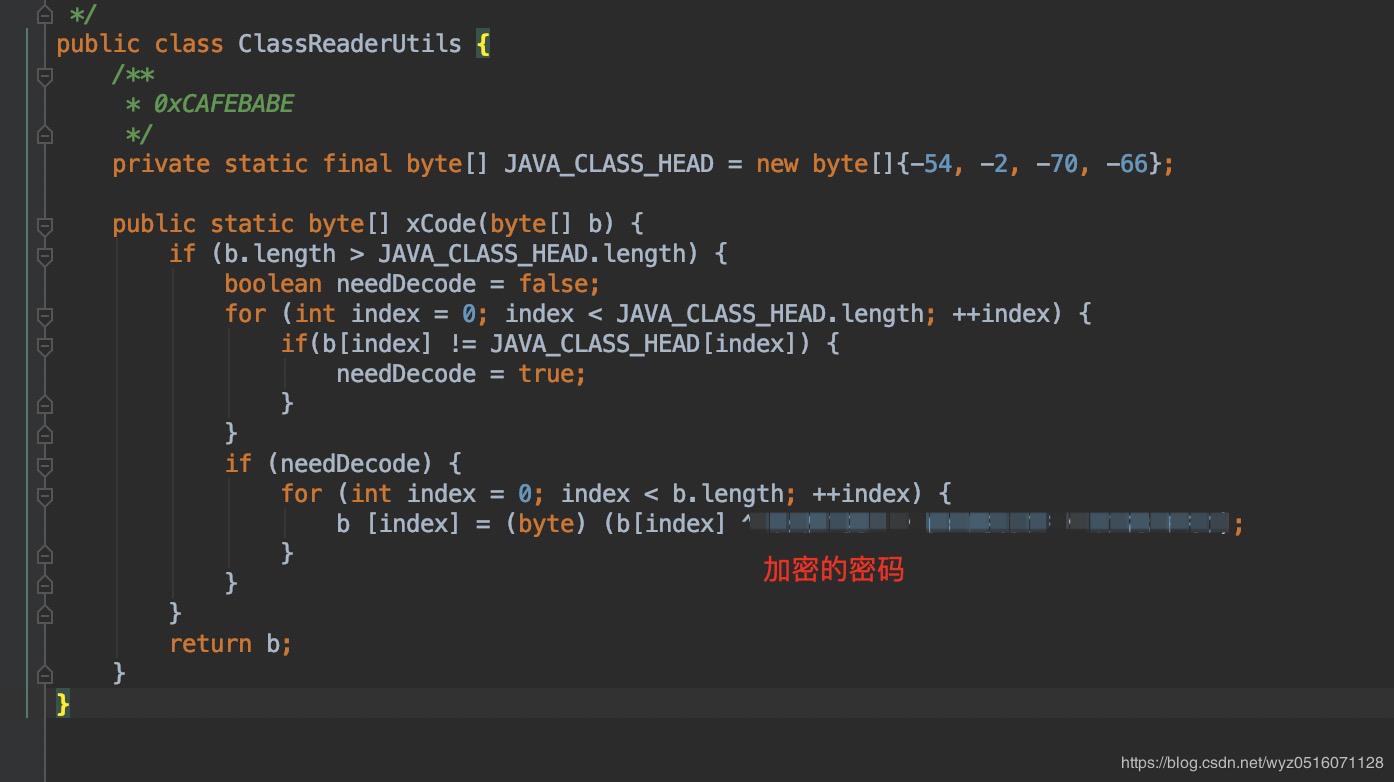 */
public class ClassReaderUtils {
/**
* 0xCAFEBABE
*/
private static final byte[] JAVA_CLASS_HEAD = new byte[]{-54, -2, -70, -66};
public static byte[] xCode(byte[] b) {
if (b.length > JAVA_CLASS_HEAD.length) {
boolean needDecode = false;
for (int index = 0; index < JAVA_CLASS_HEAD.length; ++index) {
if(b[index] != JAVA_CLASS_HEAD[index]) {
needDecode = true;
}
}
if (needDecode) {
for (int index = 0; index < b.length; ++index) {
b [index] = (byte) (b[index] ^ ;
加密的密码
}
}
}
return b;
}
}
https://blog.csdn.net/wyz0516071128